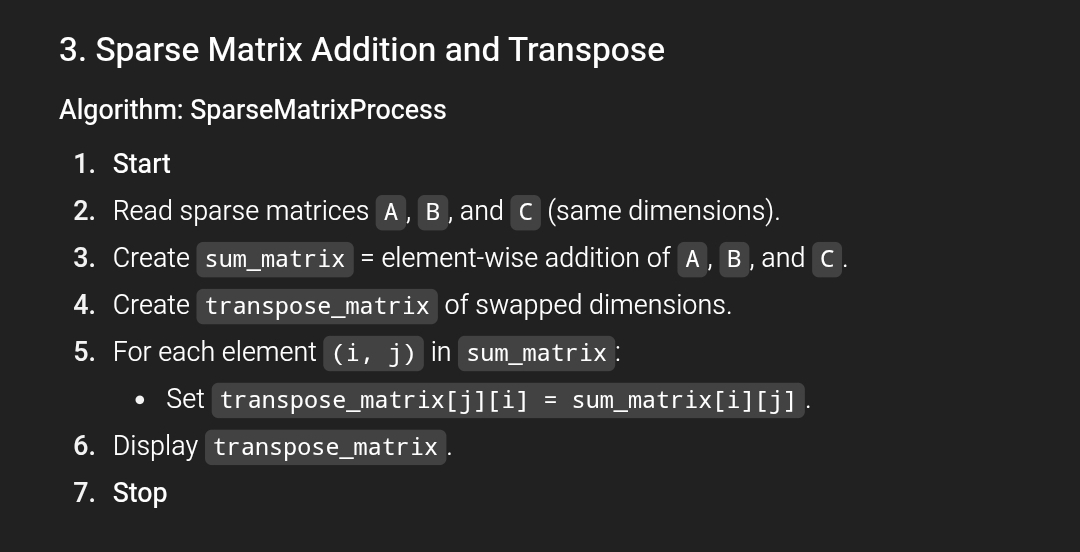 3. Sparse Matrix Addition and Transpose
Algorithm: SparseMatrixProcess
1. Start
2. Read sparse matrices A, B, and C (same dimensions).
3. Create sum_matrix = element-wise addition of A, B, and C.
4. Create transpose_matrix of swapped dimensions.
5. For each element (i, j) in sum_matrix:
• Set transpose_matrix[j][i] = sum_matrix[i][j].
6. Display transpose_matrix.
7. Stop